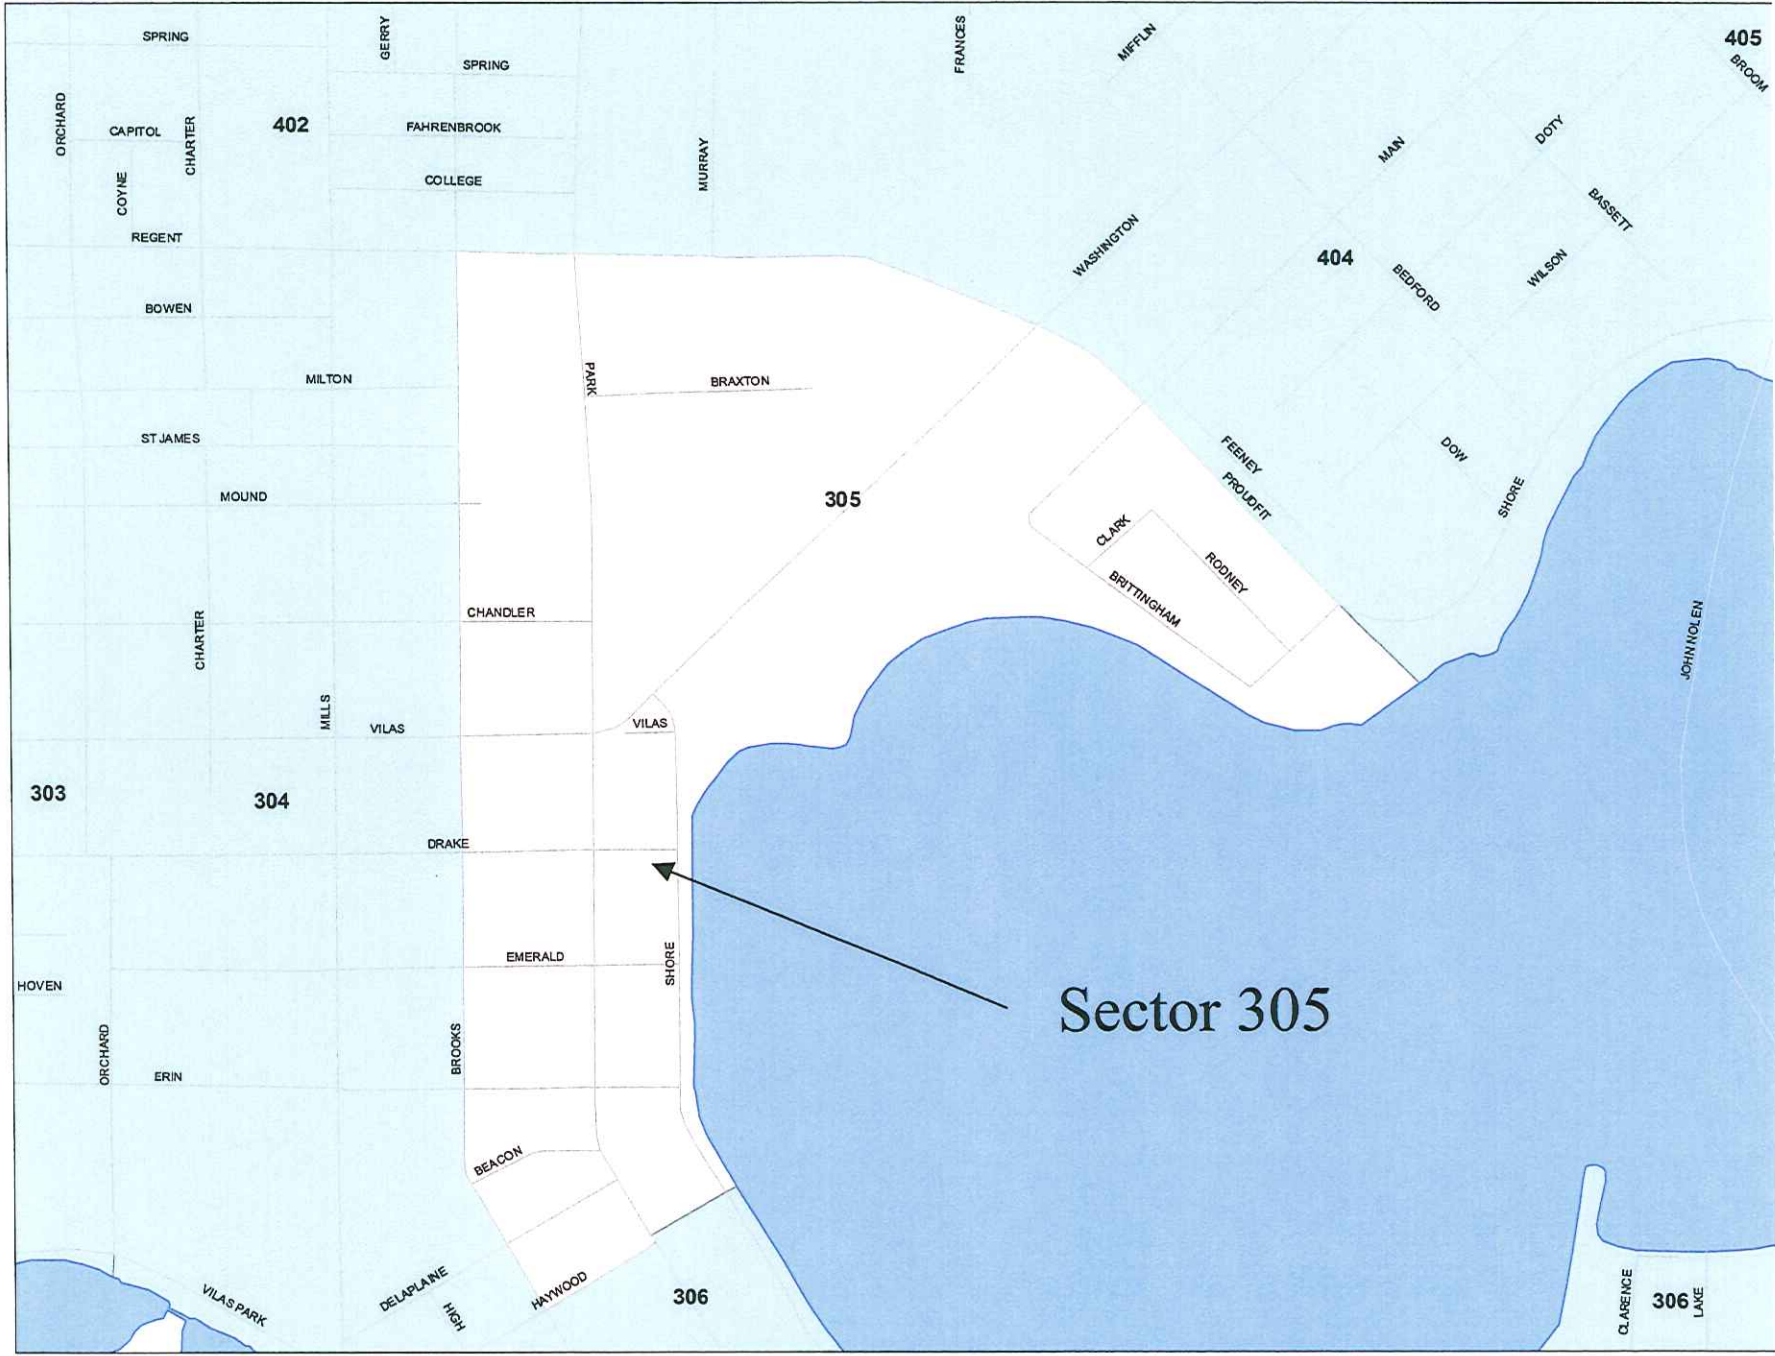 SPRING
GERRY
FRANCES
MIFFLIN
405
SPRING
BROOM
ORCHARD
CAPITOL
CHARTER
402
FAHRENBROOK
MAIN
DOTY
COYNE
COLLEGE
MURRAY
BASSETT
REGENT
WASHINGTON
404
BEDFORD
WILSON
BOWEN
MILTON
PARK
BRAXTON
ST JAMES
FEENEY
DOW
MOUND
305
PROUDFIT
SHORE
CLARK
RODNEY
BRITTINGHAM
CHANDLER
CHARTER
JOHN NOLEN
MILLS
VILAS
VILAS
303
304
DRAKE
EMERALD
SHORE
HOVEN
Sector 305
ORCHARD
BROOKS
ERIN
BEACON
VILAS PARK
DELAPLAINE
HIGH
HAYWOOD
306
CLARENCE
306
LAKE